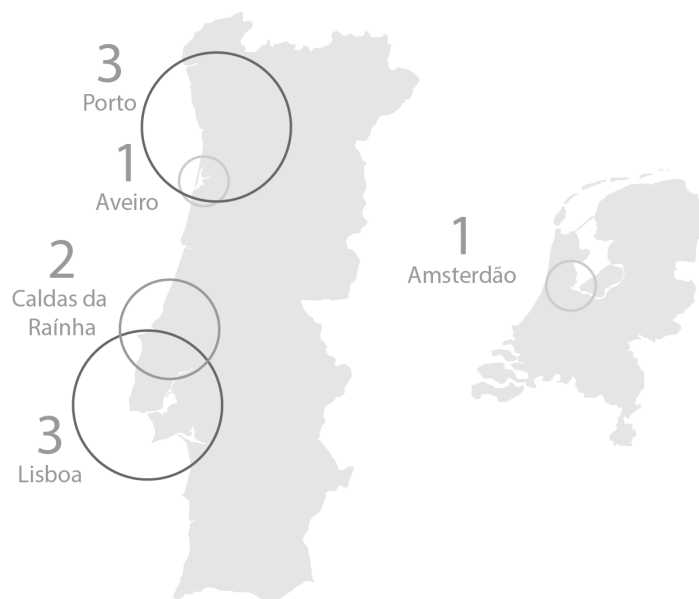 3
Porto
1
Aveiro
2
Caldas da
Raínha
3
Lisboa
1
Amsterdão